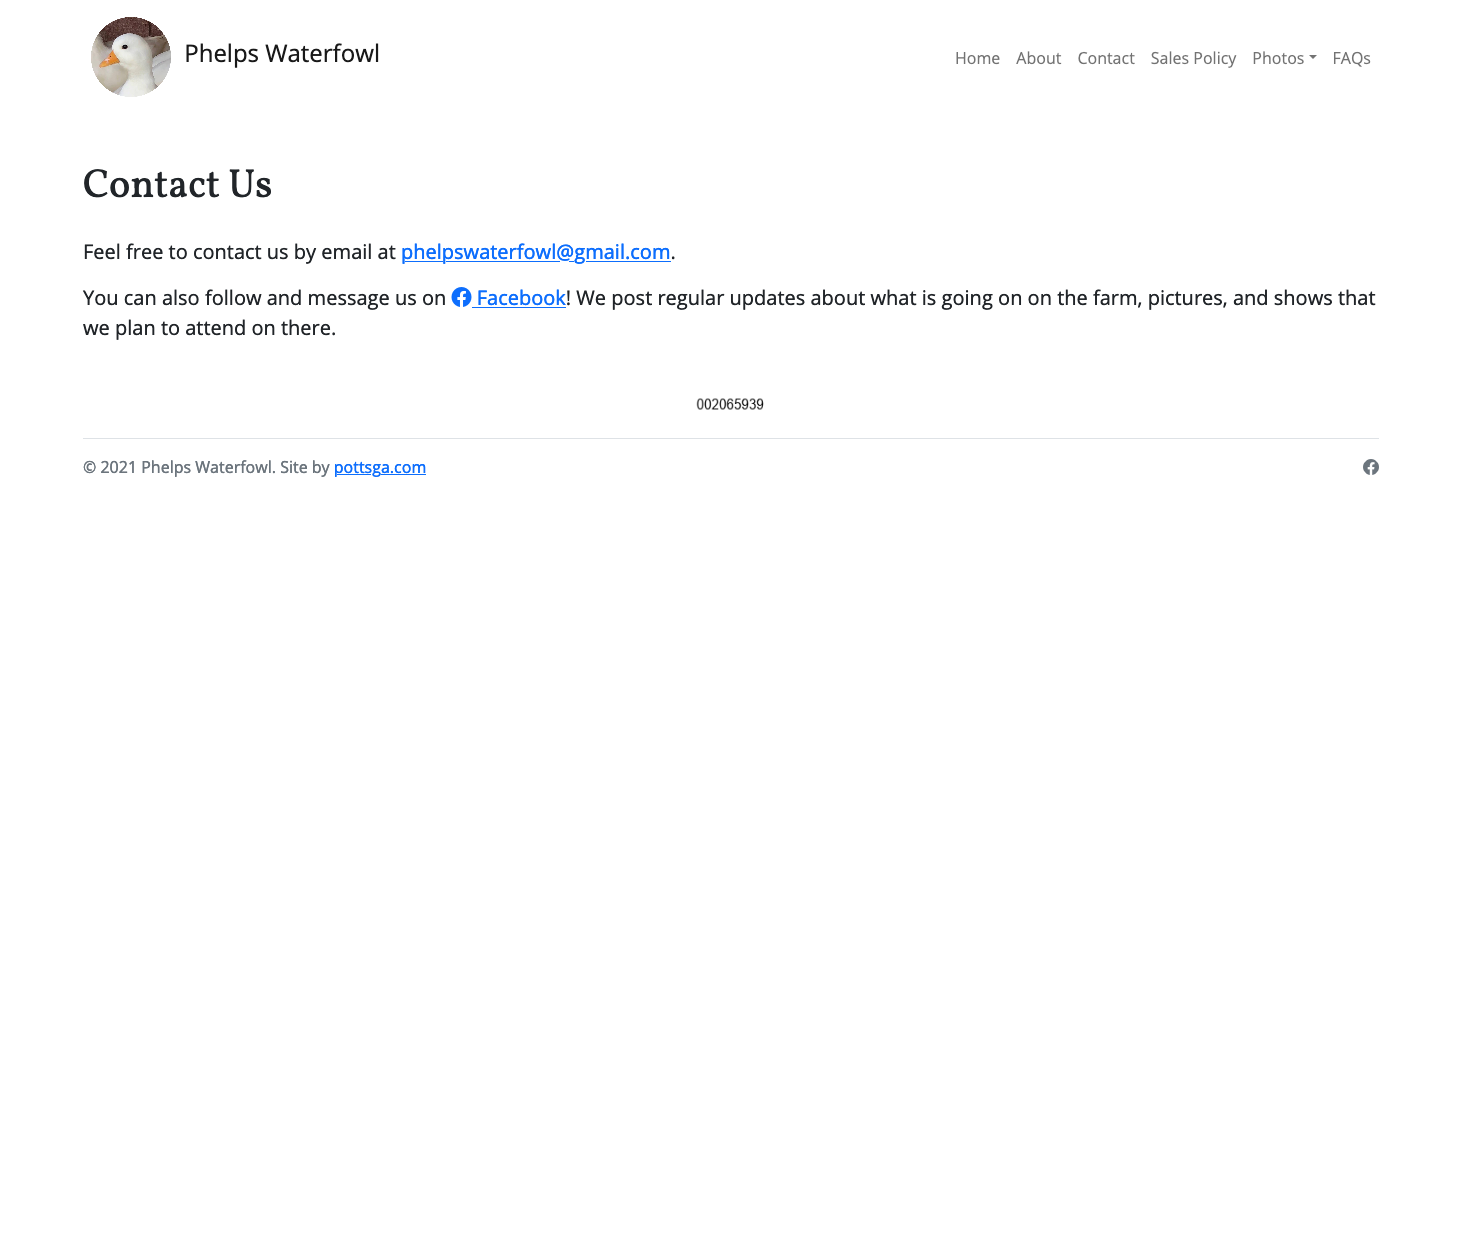 Phelps Waterfowl
Home About Contact Sales Policy Photos FAQs
Contact Us
Feel free to contact us by email at phelpswaterfowl@gmail.com.
You can also follow and message us on Facebook! We post regular updates about what is going on on the farm, pictures, and shows that
we plan to attend on there.
002065939
© 2021 Phelps Waterfowl. Site by pottsga.com